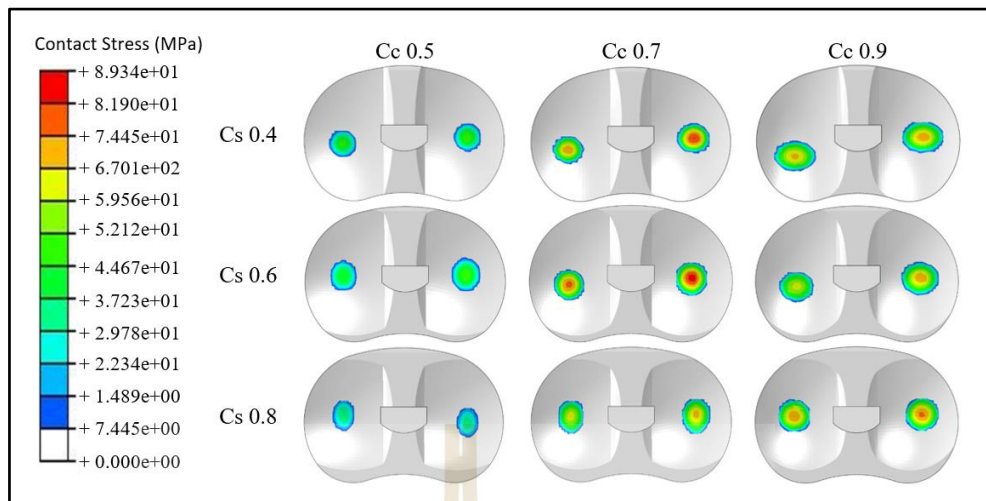 Contact Stress (MPa)
+ 8.934e+01
+ 8.190e+01
+ 7.445e+01
+ 6.701e+02
+ 5.956e+01
+ 5.212e+01
+ 4.467e+01
+ 3.723e+01
+ 2.978e+01
+ 2.234e+01
+ 1.489e+00
+ 7.445e+00
+ 0.000e+00
Cc 0.5 Cc 0.7 Cc 0.9
Cs 0.4
Cs 0.6
Cs 0.8